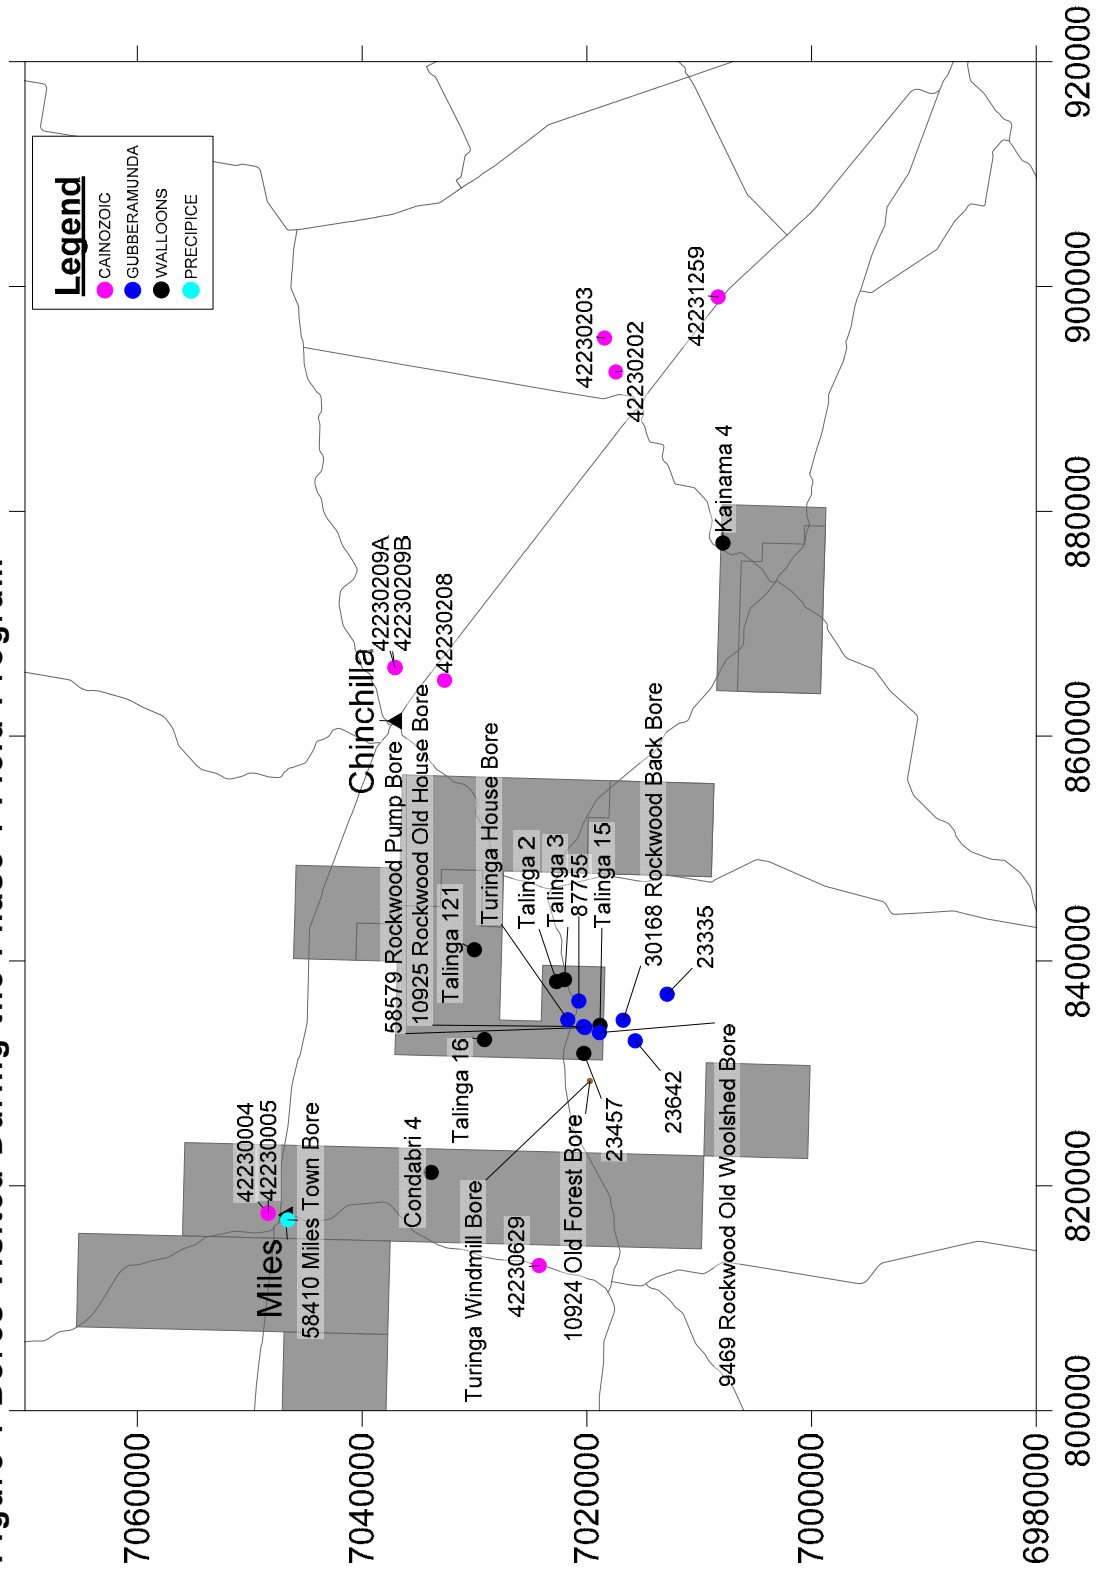 Legend
CAINOZOIC
GUBBERAMUNDA
WALLOONS
PRECIPICE
7060000
7040000
7020000
7000000
6980000
800000
820000
840000
860000
880000
900000
920000
Miles
42230004
42230005
58410 Miles Town Bore
Condabri 4
Turinga Windmill Bore
42230629
10924 Old Forest Bore
23457
23642
9469 Rockwood Old Woolshed Bore
Talinga 16
Talinga 121
58579 Rockwood Pump Bore
10925 Rockwood Old House Bore
Turinga House Bore
Talinga 2
Talinga 3
87755
Talinga 15
30168 Rockwood Back Bore
23335
Chinchilla
42230209A
42230209B
42230208
Kainama 4
42230203
42230202
42231259